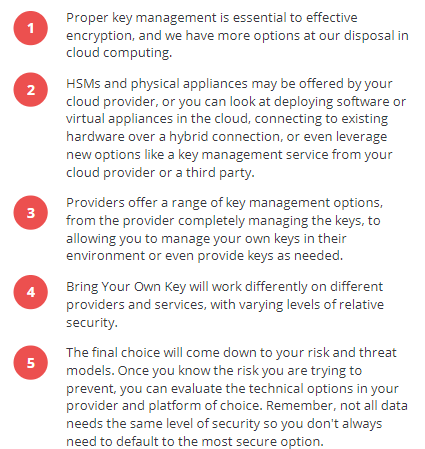 1
Proper key management is essential to effective
encryption, and we have more options at our disposal in
cloud computing.
2
HSMs and physical appliances may be offered by your
cloud provider, or you can look at deploying software or
virtual appliances in the cloud, connecting to existing
hardware over a hybrid connection, or even leverage
new options like a key management service from your
cloud provider or a third party.
3
Providers offer a range of key management options,
from the provider completely managing the keys, to
allowing you to manage your own keys in their
environment or even provide keys as needed.
4
Bring Your Own Key will work differently on different
providers and services, with varying levels of relative
security.
5
The final choice will come down to your risk and threat
models. Once you know the risk you are trying to
prevent, you can evaluate the technical options in your
provider and platform of choice. Remember, not all data
needs the same level of security so you don't always
need to default to the most secure option.